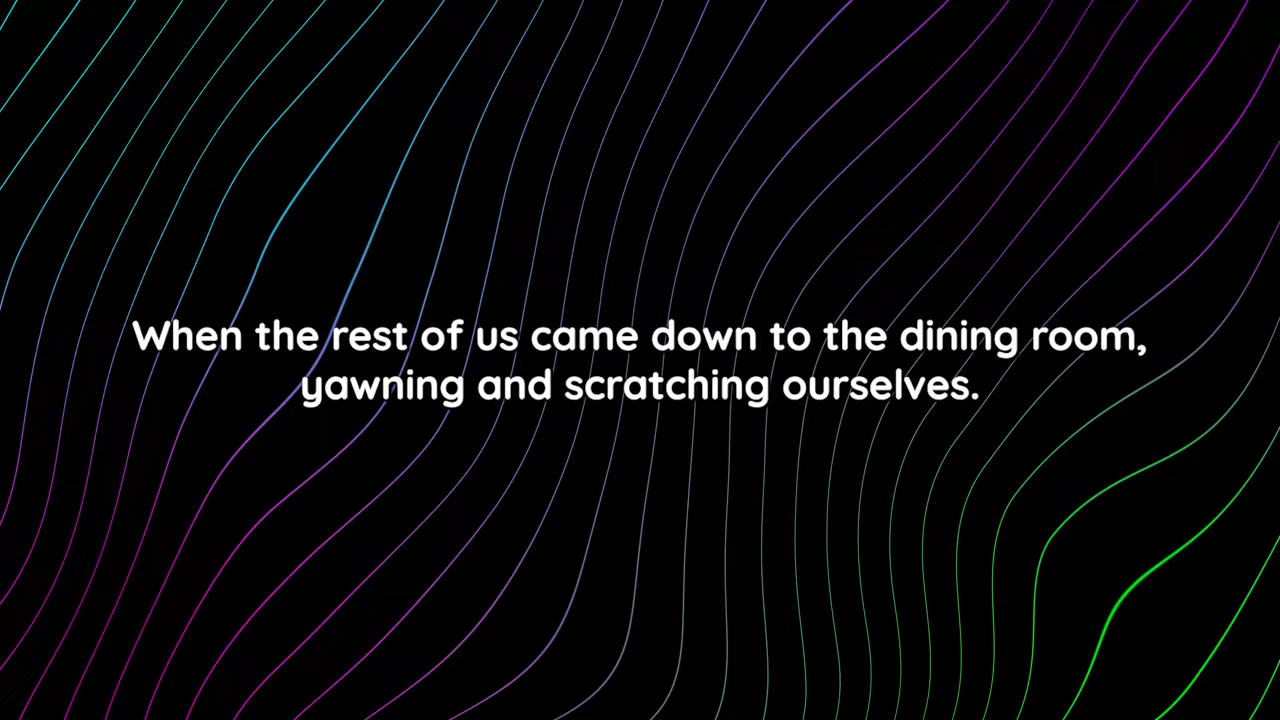 When the rest of us came down to the dining room,
yawning and scratching ourselves.